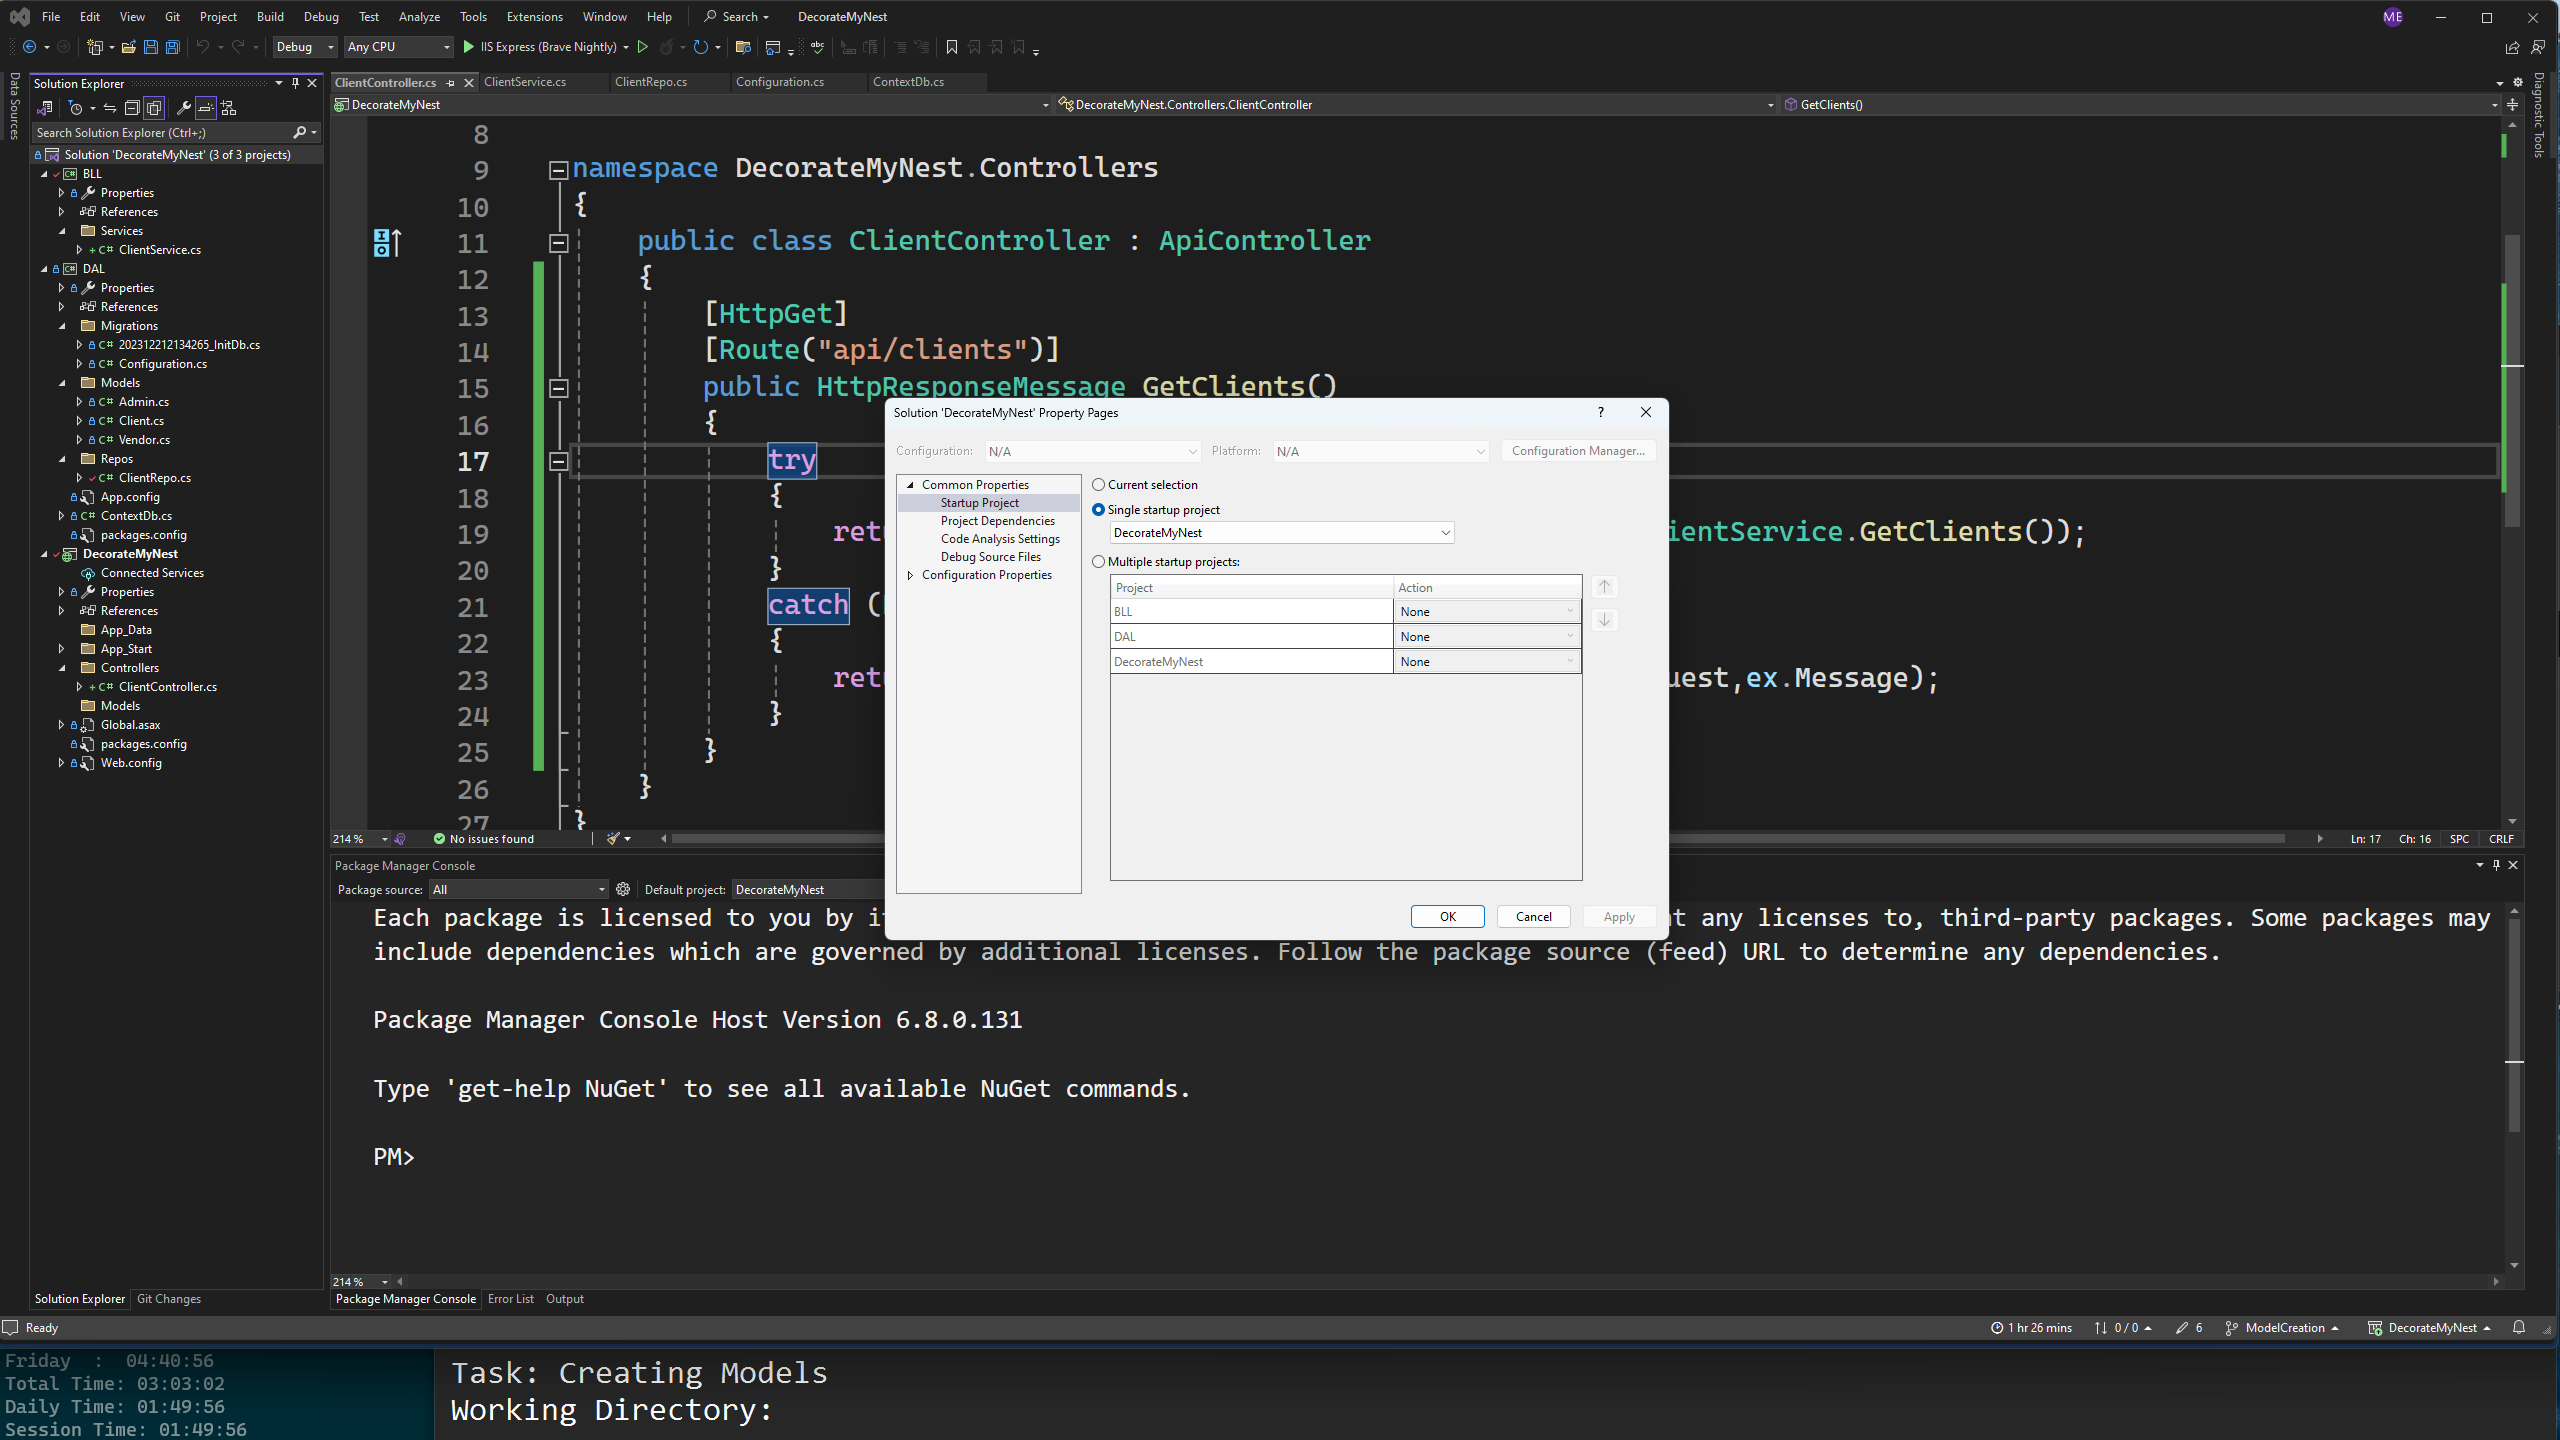 File Edit View Git Project Build Debug Test Analyze Tools Extensions Window Help Search DecorateMyNest ME
Debug Any CPU IIS Express (Brave Nightly)
Data Sources
Solution Explorer
Search Solution Explorer (Ctrl+;)
Solution 'DecorateMyNest' (3 of 3 projects)
BLL
Properties
References
Services
ClientService.cs
DAL
Properties
References
Migrations
202312212134265_InitDb.cs
Configuration.cs
Models
Admin.cs
Client.cs
Vendor.cs
Repos
ClientRepo.cs
App.config
ContextDb.cs
packages.config
DecorateMyNest
Connected Services
Properties
References
App_Data
App_Start
Controllers
ClientController.cs
Models
Global.asax
packages.config
Web.config
Solution Explorer Git Changes
ClientController.cs ClientService.cs ClientRepo.cs Configuration.cs ContextDb.cs
DecorateMyNest DecorateMyNest.Controllers.ClientController GetClients()
Diagnostic Tools
8
9 namespace DecorateMyNest.Controllers
10 {
11 public class ClientController : ApiController
12 {
13 [HttpGet]
14 [Route("api/clients")]
15 public HttpResponseMessage GetClients()
16 {
17 try
18 {
19 retu ientService.GetClients());
20 }
21 catch (
22 {
23 retu uest,ex.Message);
24 }
25 }
26 }
27 }
214 % No issues found Ln: 17 Ch: 16 SPC CRLF
Solution 'DecorateMyNest' Property Pages ?
Configuration: N/A Platform: N/A Configuration Manager...
Common Properties
Startup Project
Project Dependencies
Code Analysis Settings
Debug Source Files
Configuration Properties
Current selection
Single startup project
DecorateMyNest
Multiple startup projects:
Project Action
BLL None
DAL None
DecorateMyNest None
OK Cancel Apply
Package Manager Console
Package source: All Default project: DecorateMyNest
Each package is licensed to you by it t any licenses to, third-party packages. Some packages may
include dependencies which are governed by additional licenses. Follow the package source (feed) URL to determine any dependencies.
Package Manager Console Host Version 6.8.0.131
Type 'get-help NuGet' to see all available NuGet commands.
PM>
214 %
Package Manager Console Error List Output
Ready 1 hr 26 mins 0 / 0 6 ModelCreation DecorateMyNest
Friday : 04:40:56
Total Time: 03:03:02
Daily Time: 01:49:56
Session Time: 01:49:56
Task: Creating Models
Working Directory: